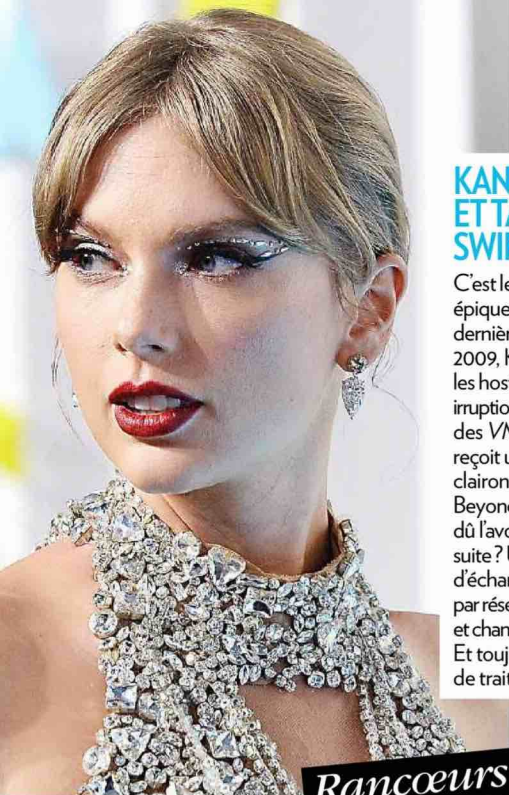 KAN
ET TA
SWI
C'est le
épique
dernièr
2009, K
les host
irruptio
des VM
reçoit u
clairon
Beyonc
dû l'avo
suite ? U
d'échar
par rése
et chan
Et touj
de trait
Rancœurs